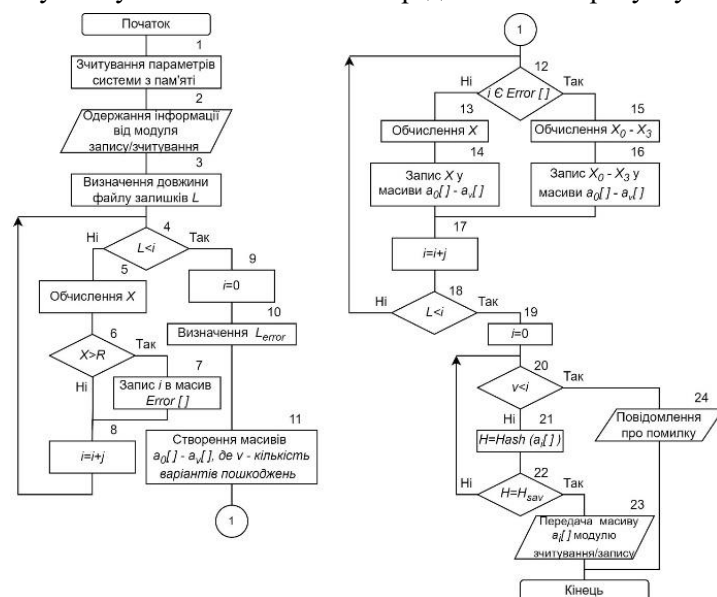 Початок
1
Зчитування параметрів
системи з пам'яті
2
Одержання інформації
від модуля
запису/зчитування
3
Визначення довжини
файлу залишків L
4
Ні
L<i
Так
5
Обчислення X
6
X>R
Так
Ні
7
Запис i в масив
Error [ ]
8
i=i+j
9
i=0
10
Визначення L_error
11
Створення масивів
a₀[ ] - aᵥ[ ], де v - кількість
варіантів пошкоджень
1
1
12
Ні
i Є Error [ ]
Так
13
Обчислення X
14
Запис X у
масиви a₀[ ] - aᵥ[ ]
15
Обчислення X₀ - X₃
16
Запис X₀ - X₃ у
масиви a₀[ ] - aᵥ[ ]
17
i=i+j
18
Ні
L<i
Так
19
i=0
20
v<i
Так
Ні
21
H=Hash (aᵢ[ ] )
22
Ні
H=H_sav
Так
23
Передача масиву
aᵢ[ ] модулю
зчитування/запису
24
Повідомлення
про помилку
Кінець